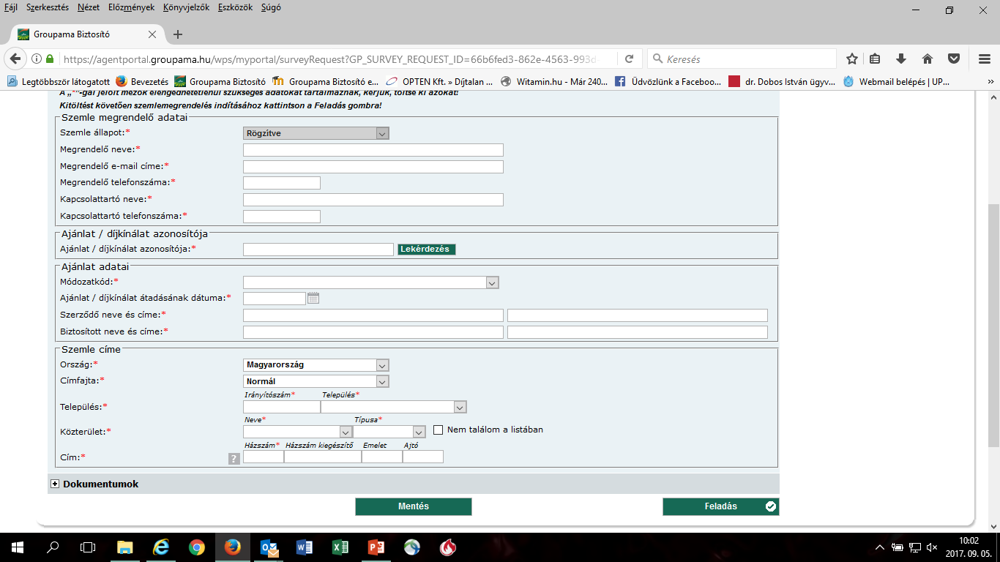 Fájl Szerkesztés Nézet Előzmények Könyvjelzők Eszközök Súgó
Groupama Biztosító
https://agentportal.groupama.hu/wps/myportal/surveyRequest?GP_SURVEY_REQUEST_ID=66b6fed3-862e-4563-993d-
Keresés
Legtöbbször látogatott Bevezetés Groupama Biztosító Groupama Biztosító e... OPTEN Kft. » Díjtalan ... Witamin.hu - Már 240... Üdvözlünk a Faceboo... dr. Dobos István ügyv... Webmail belépés | UP...
A „*"-gal jelölt mezők elengedhetetlenül szükséges adatokat tartalmaznak, kérjük, töltse ki azokat!
Kitöltést követően szemlemegrendelés indításához kattintson a Feladás gombra!
Szemle megrendelő adatai
Szemle állapot:* Rögzítve
Megrendelő neve:*
Megrendelő e-mail címe:*
Megrendelő telefonszáma:*
Kapcsolattartó neve:*
Kapcsolattartó telefonszáma:*
Ajánlat / díjkínálat azonosítója
Ajánlat / díjkínálat azonosítója:* Lekérdezés
Ajánlat adatai
Módozatkód:*
Ajánlat / díjkínálat átadásának dátuma:*
Szerződő neve és címe:*
Biztosított neve és címe:*
Szemle címe
Ország:* Magyarország
Címfajta:* Normál
Irányítószám* Település*
Település:*
Neve* Típusa*
Közterület:* Nem találom a listában
Házszám* Házszám kiegészítő Emelet Ajtó
Cím:* ?
Dokumentumok
Mentés Feladás
10:02
2017. 09. 05.